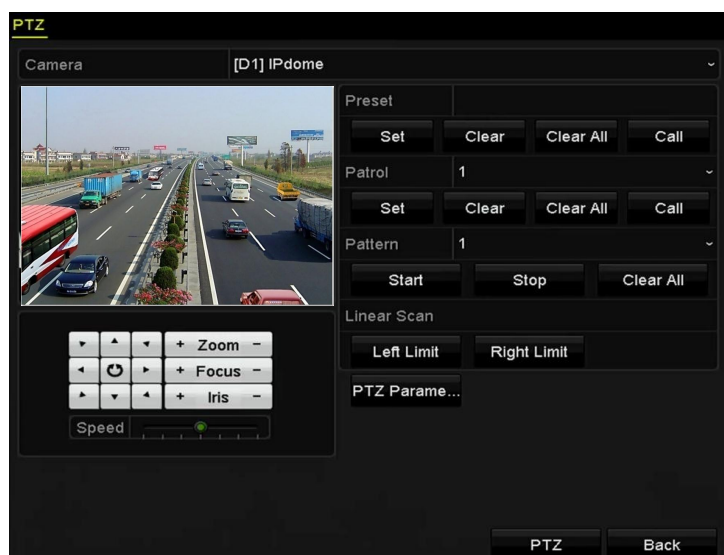 PTZ
Camera [D1] IPdome
Preset
Set Clear Clear All Call
Patrol 1
Set Clear Clear All Call
Pattern 1
Start Stop Clear All
Linear Scan
Left Limit Right Limit
PTZ Parame...
+ Zoom -
+ Focus -
+ Iris -
Speed
PTZ Back